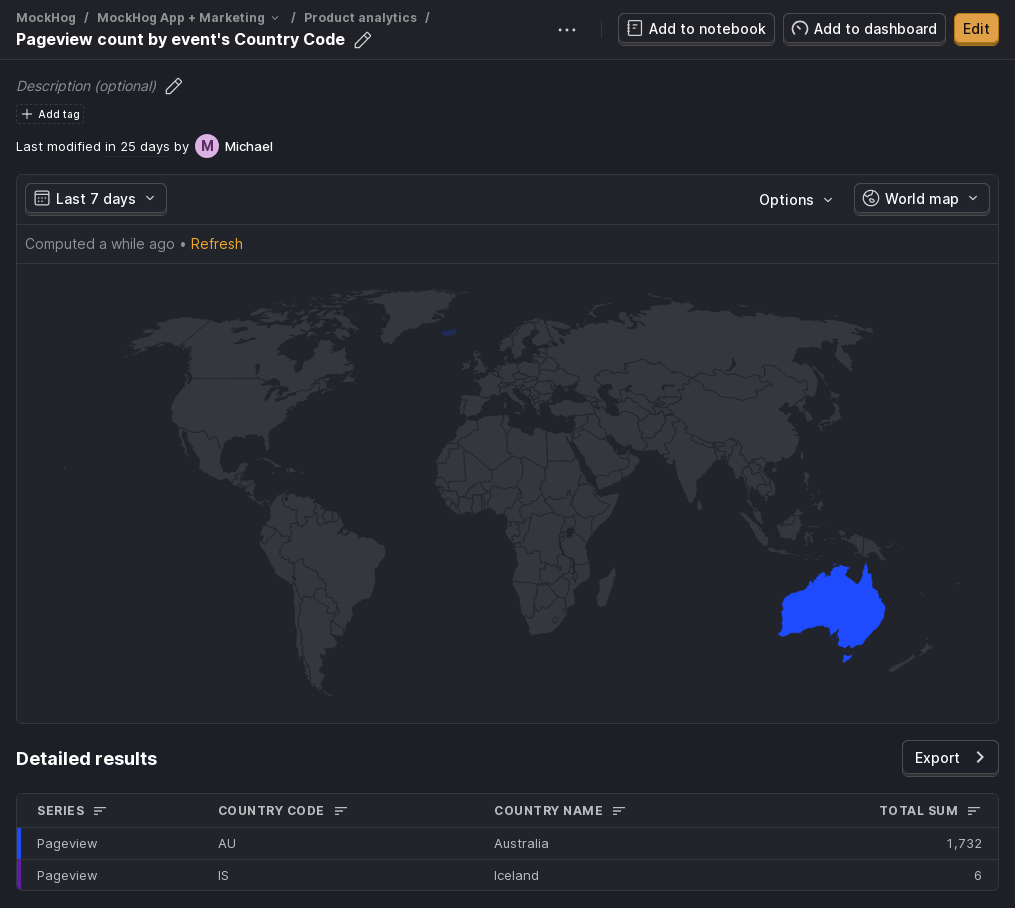 MockHog / MockHog App + Marketing / Product analytics /
Pageview count by event's Country Code
Add to notebook
Add to dashboard
Edit
Description (optional)
Add tag
Last modified in 25 days by M Michael
Last 7 days
Options
World map
Computed a while ago • Refresh
Detailed results
Export
SERIES COUNTRY CODE COUNTRY NAME TOTAL SUM
Pageview AU Australia 1,732
Pageview IS Iceland 6